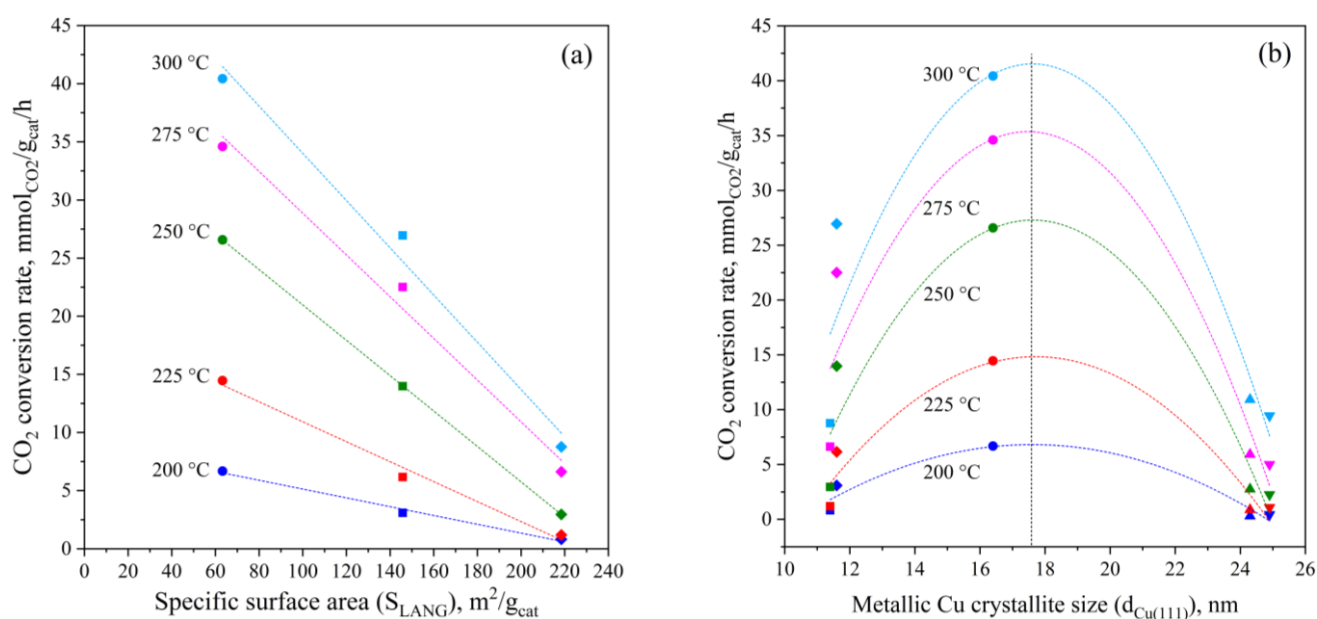 (a)
CO2 conversion rate, mmolCO2/gcat/h
45
40
35
30
25
20
15
10
5
0
300 °C
275 °C
250 °C
225 °C
200 °C
0 20 40 60 80 100 120 140 160 180 200 220 240
Specific surface area (SLANG), m2/gcat
(b)
CO2 conversion rate, mmolCO2/gcat/h
45
40
35
30
25
20
15
10
5
0
300 °C
275 °C
250 °C
225 °C
200 °C
10 12 14 16 18 20 22 24 26
Metallic Cu crystallite size (dCu(111)), nm